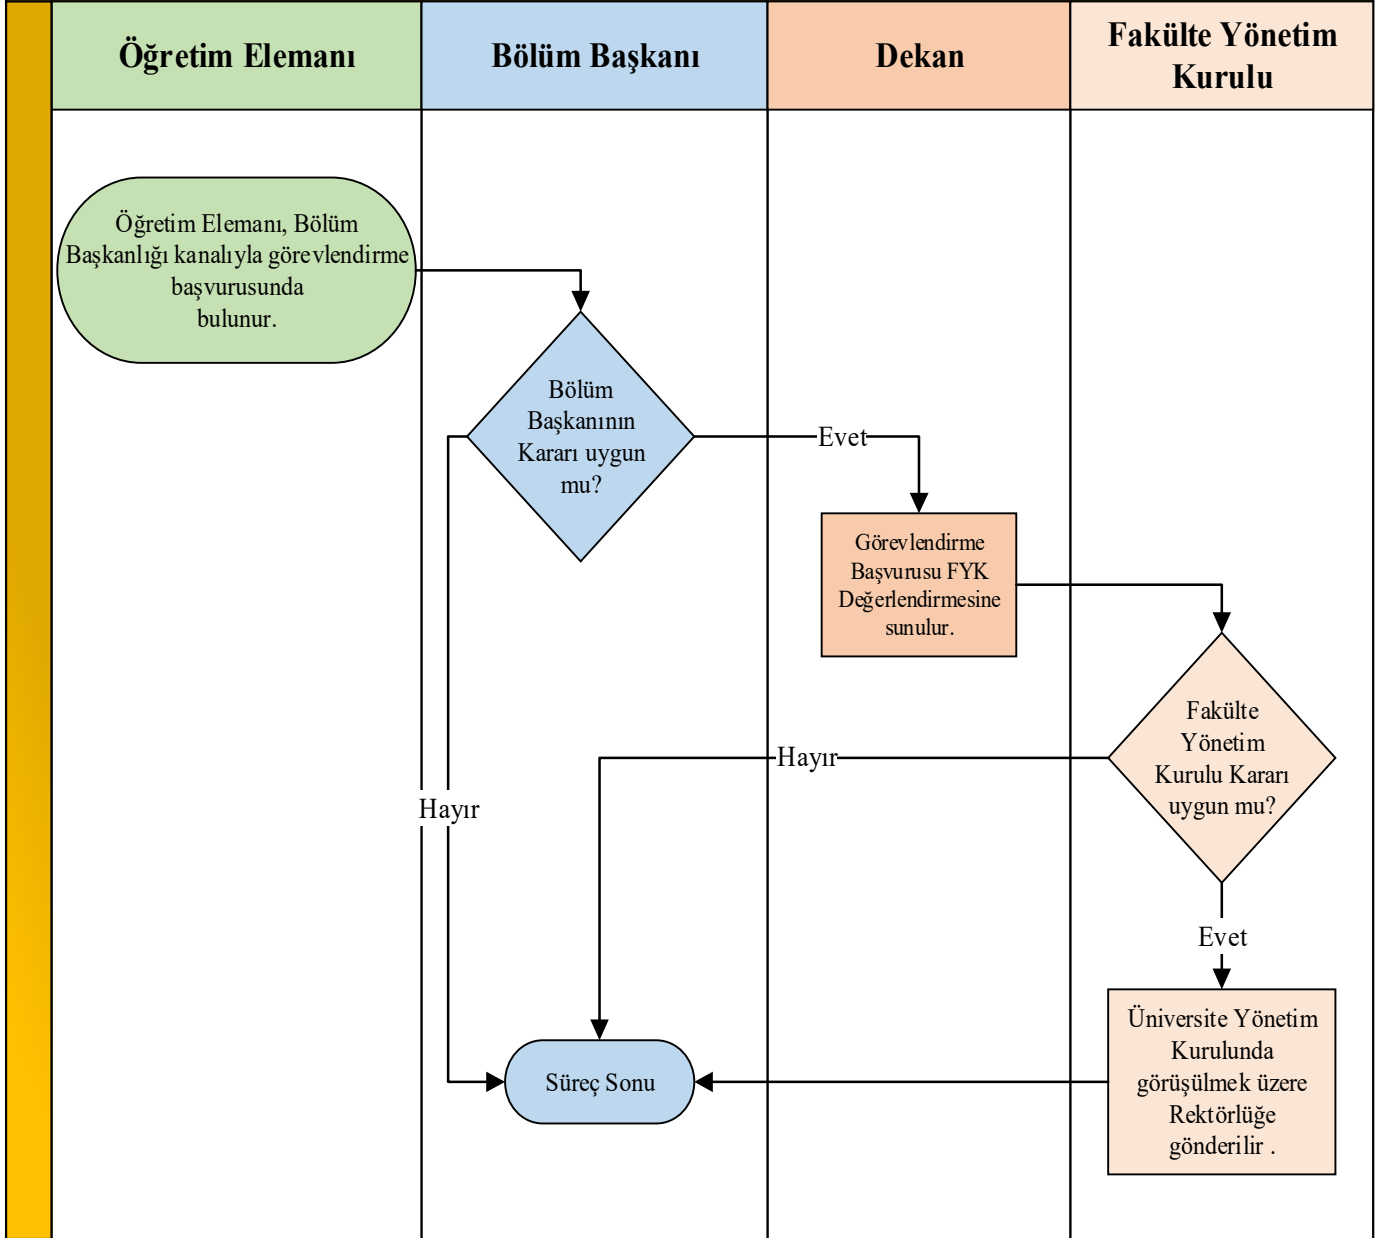 Öğretim Elemanı
Bölüm Başkanı
Dekan
Fakülte Yönetim
Kurulu
Öğretim Elemanı, Bölüm
Başkanlığı kanalıyla görevlendirme
başvurusunda
bulunur.
Bölüm
Başkanının
Kararı uygun
mu?
Evet
Görevlendirme
Başvurusu FYK
Değerlendirmesine
sunulur.
Fakülte
Yönetim
Kurulu Kararı
uygun mu?
Hayır
Hayır
Evet
Üniversite Yönetim
Kurulunda
görüşülmek üzere
Rektörlüğe
gönderilir .
Süreç Sonu